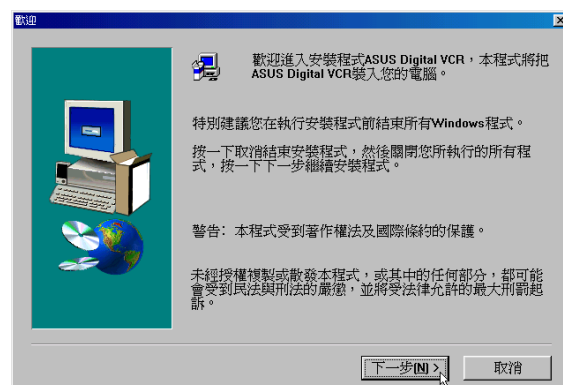 歡迎
歡迎進入安裝程式ASUS Digital VCR，本程式將把
ASUS Digital VCR裝入您的電腦。
特別建議您在執行安裝程式前結束所有Windows程式。
按一下取消結束安裝程式，然後關閉您所執行的所有程
式，按一下下一步繼續安裝程式。
警告: 本程式受到著作權法及國際條約的保護。
未經授權複製或散發本程式，或其中的任何部分，都可能
會受到民法與刑法的嚴懲，並將受法律允許的最大刑罰起
訴。
下一步(N) >
取消